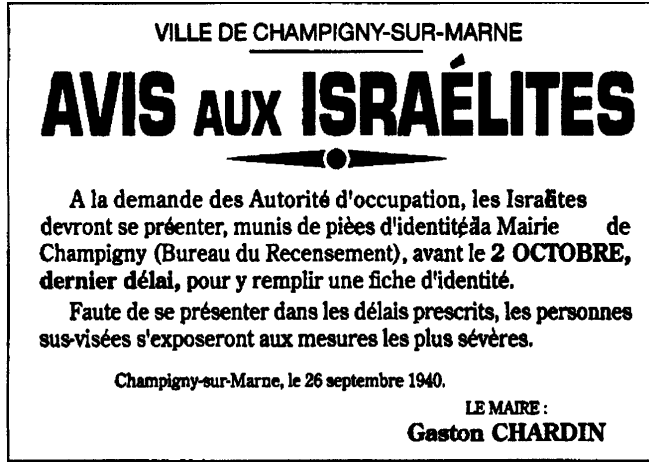 VILLE DE CHAMPIGNY-SUR-MARNE
AVIS AUX ISRAÉLITES
A la demande des Autorité d'occupation, les Israëtes
devront se préenter, munis de pièes d'identité à la Mairie de
Champigny (Bureau du Recensement), avant le 2 OCTOBRE,
dernier délai, pour y remplir une fiche d'identité.
Faute de se présenter dans les délais prescrits, les personnes
sus-visées s'exposeront aux mesures les plus sévères.
Champigny-sur-Marne, le 26 septembre 1940.
LE MAIRE :
Gaston CHARDIN